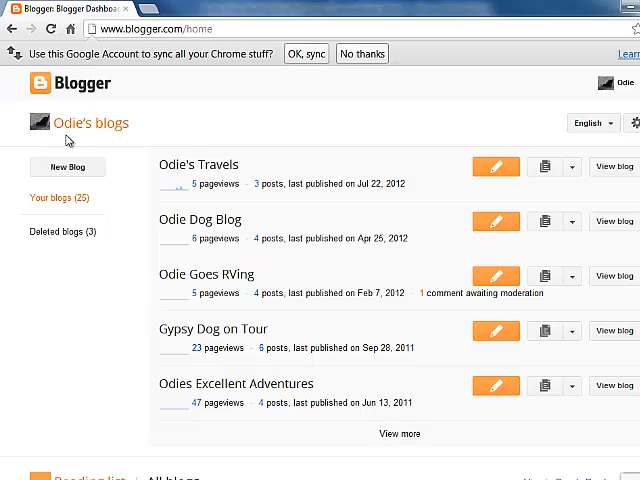 Blogger: Blogger Dashboa
www.blogger.com/home
Use this Google Account to sync all your Chrome stuff? OK, sync No thanks Learn
Blogger Odie
Odie's blogs English
New Blog
Your blogs (25)
Deleted blogs (3)
Odie's Travels View blog
5 pageviews - 3 posts, last published on Jul 22, 2012
Odie Dog Blog View blog
6 pageviews - 4 posts, last published on Apr 25, 2012
Odie Goes RVing View blog
5 pageviews - 4 posts, last published on Feb 7, 2012 - 1 comment awaiting moderation
Gypsy Dog on Tour View blog
23 pageviews - 6 posts, last published on Sep 28, 2011
Odies Excellent Adventures View blog
47 pageviews - 4 posts, last published on Jun 13, 2011
View more
Reading list All blogs